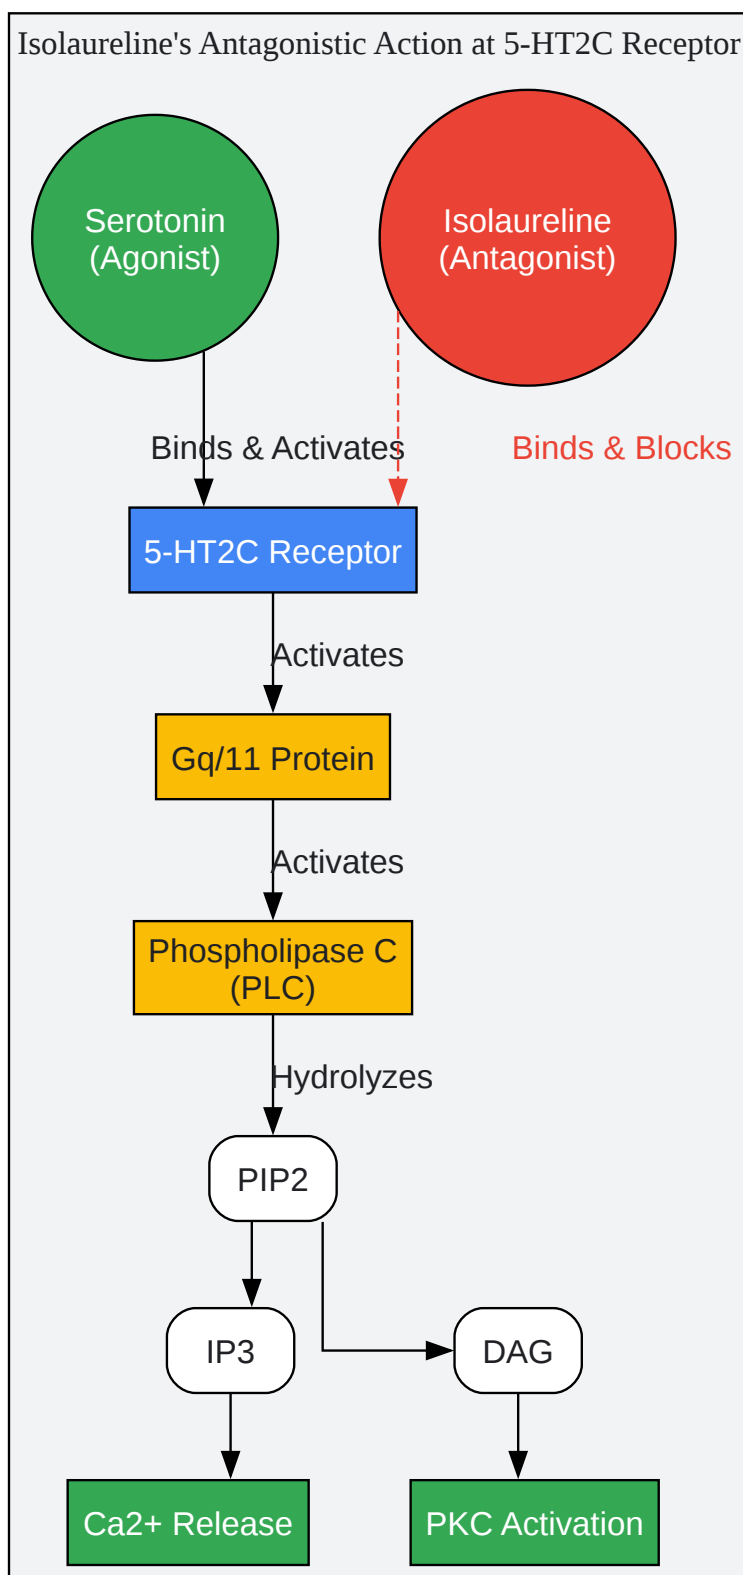 Isolaureline's Antagonistic Action at 5-HT2C Receptor
Serotonin
(Agonist)
Isolaureline
(Antagonist)
Binds & Activates
Binds & Blocks
5-HT2C Receptor
Activates
Gq/11 Protein
Activates
Phospholipase C
(PLC)
Hydrolyzes
PIP2
IP3
DAG
Ca2+ Release
PKC Activation